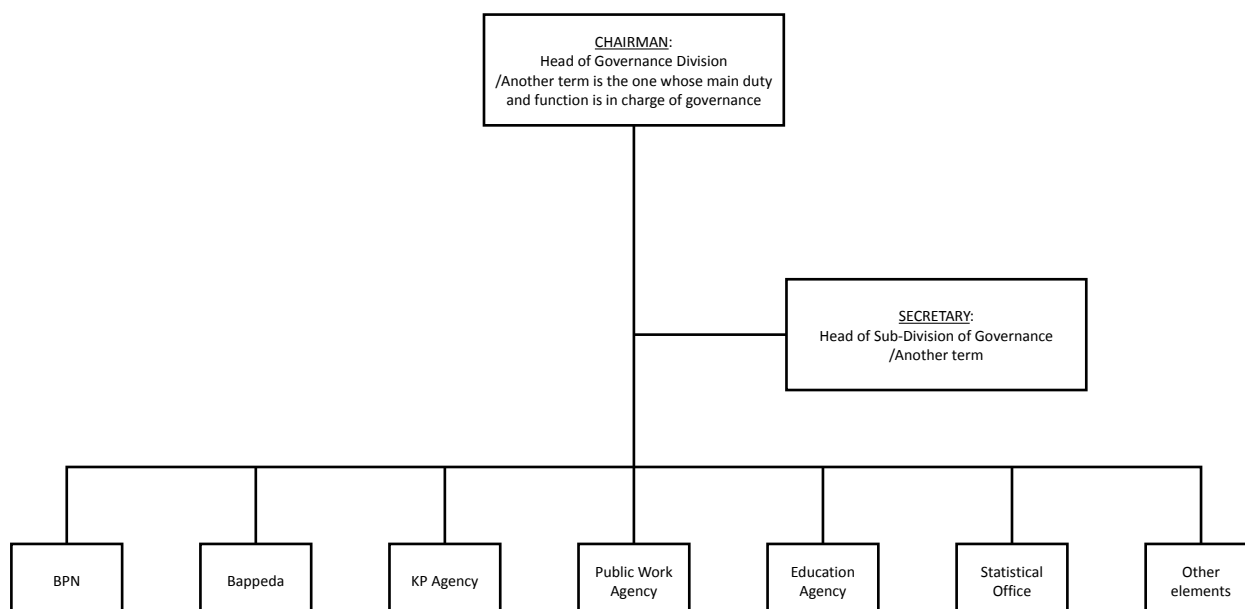 CHAIRMAN:
Head of Governance Division
/Another term is the one whose main duty
and function is in charge of governance
SECRETARY:
Head of Sub-Division of Governance
/Another term
BPN
Bappeda
KP Agency
Public Work
Agency
Education
Agency
Statistical
Office
Other
elements